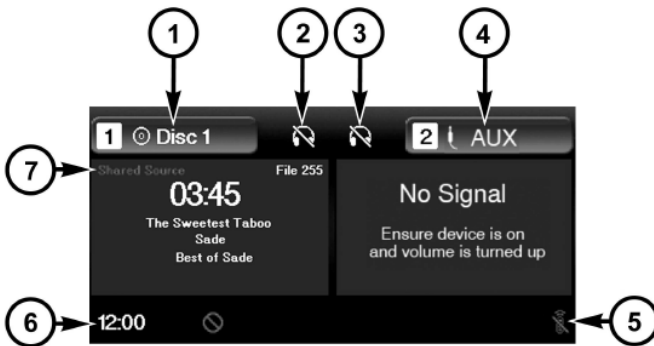 1 2 3 4
1 Disc 1 2 AUX
7 Shared Source File 255
03:45
The Sweetest Taboo
Sade
Best of Sade
No Signal
Ensure device is on
and volume is turned up
6 12:00 5